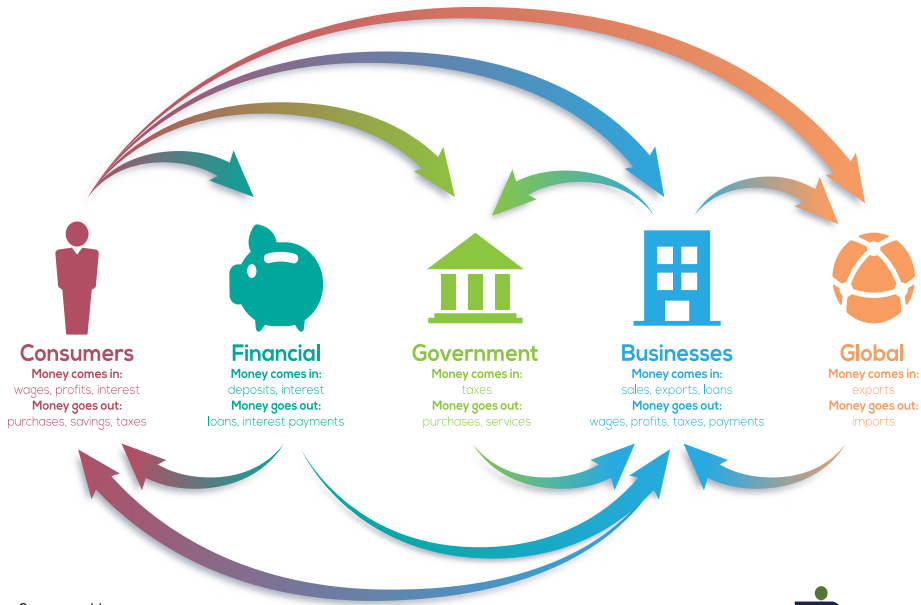 Consumers
Money comes in:
wages, profits, interest
Money goes out:
purchases, savings, taxes
Financial
Money comes in:
deposits, interest
Money goes out:
loans, interest payments
Government
Money comes in:
taxes
Money goes out:
purchases, services
Businesses
Money comes in:
sales, exports, loans
Money goes out:
wages, profits, taxes, payments
Global
Money comes in:
exports
Money goes out:
imports